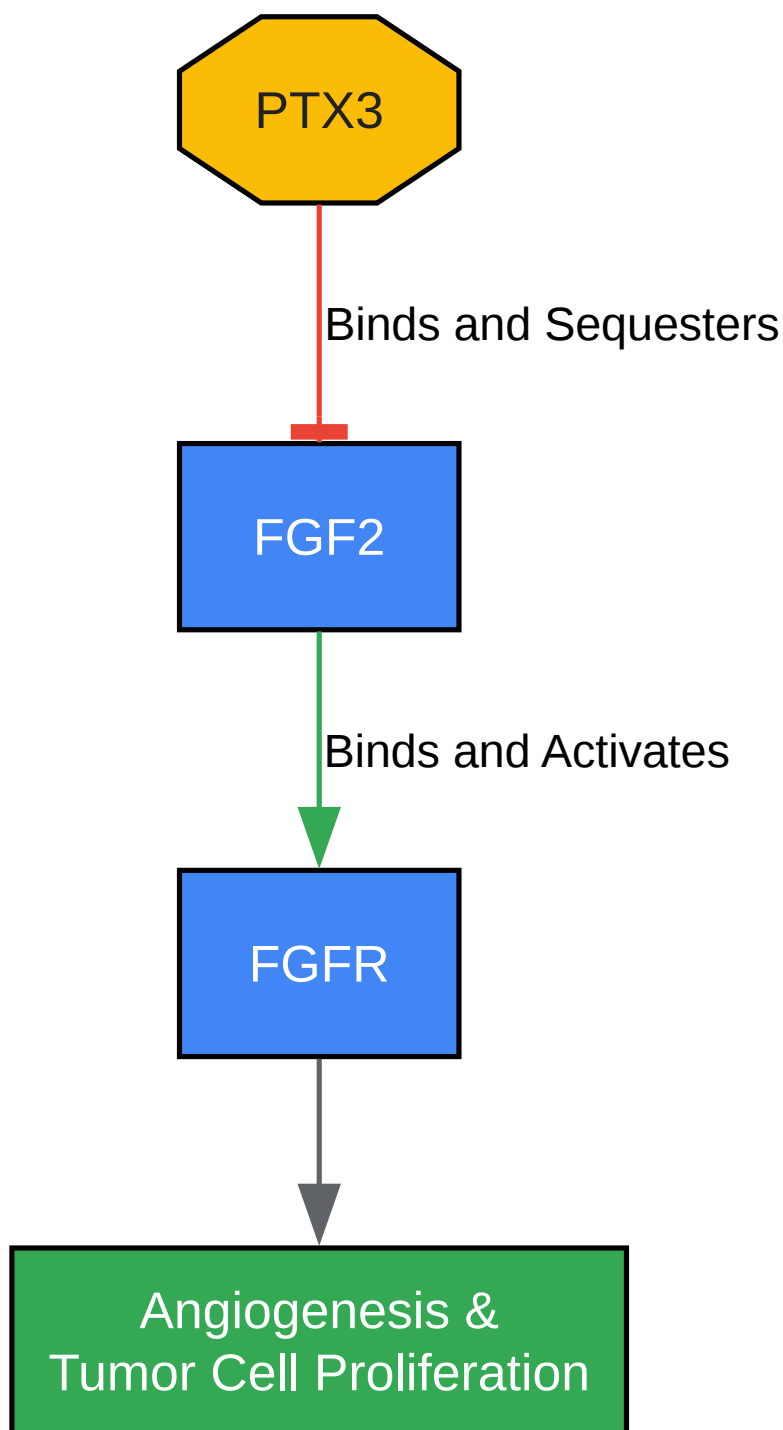 PTX3
Binds and Sequesters
FGF2
Binds and Activates
FGFR
Angiogenesis &
Tumor Cell Proliferation